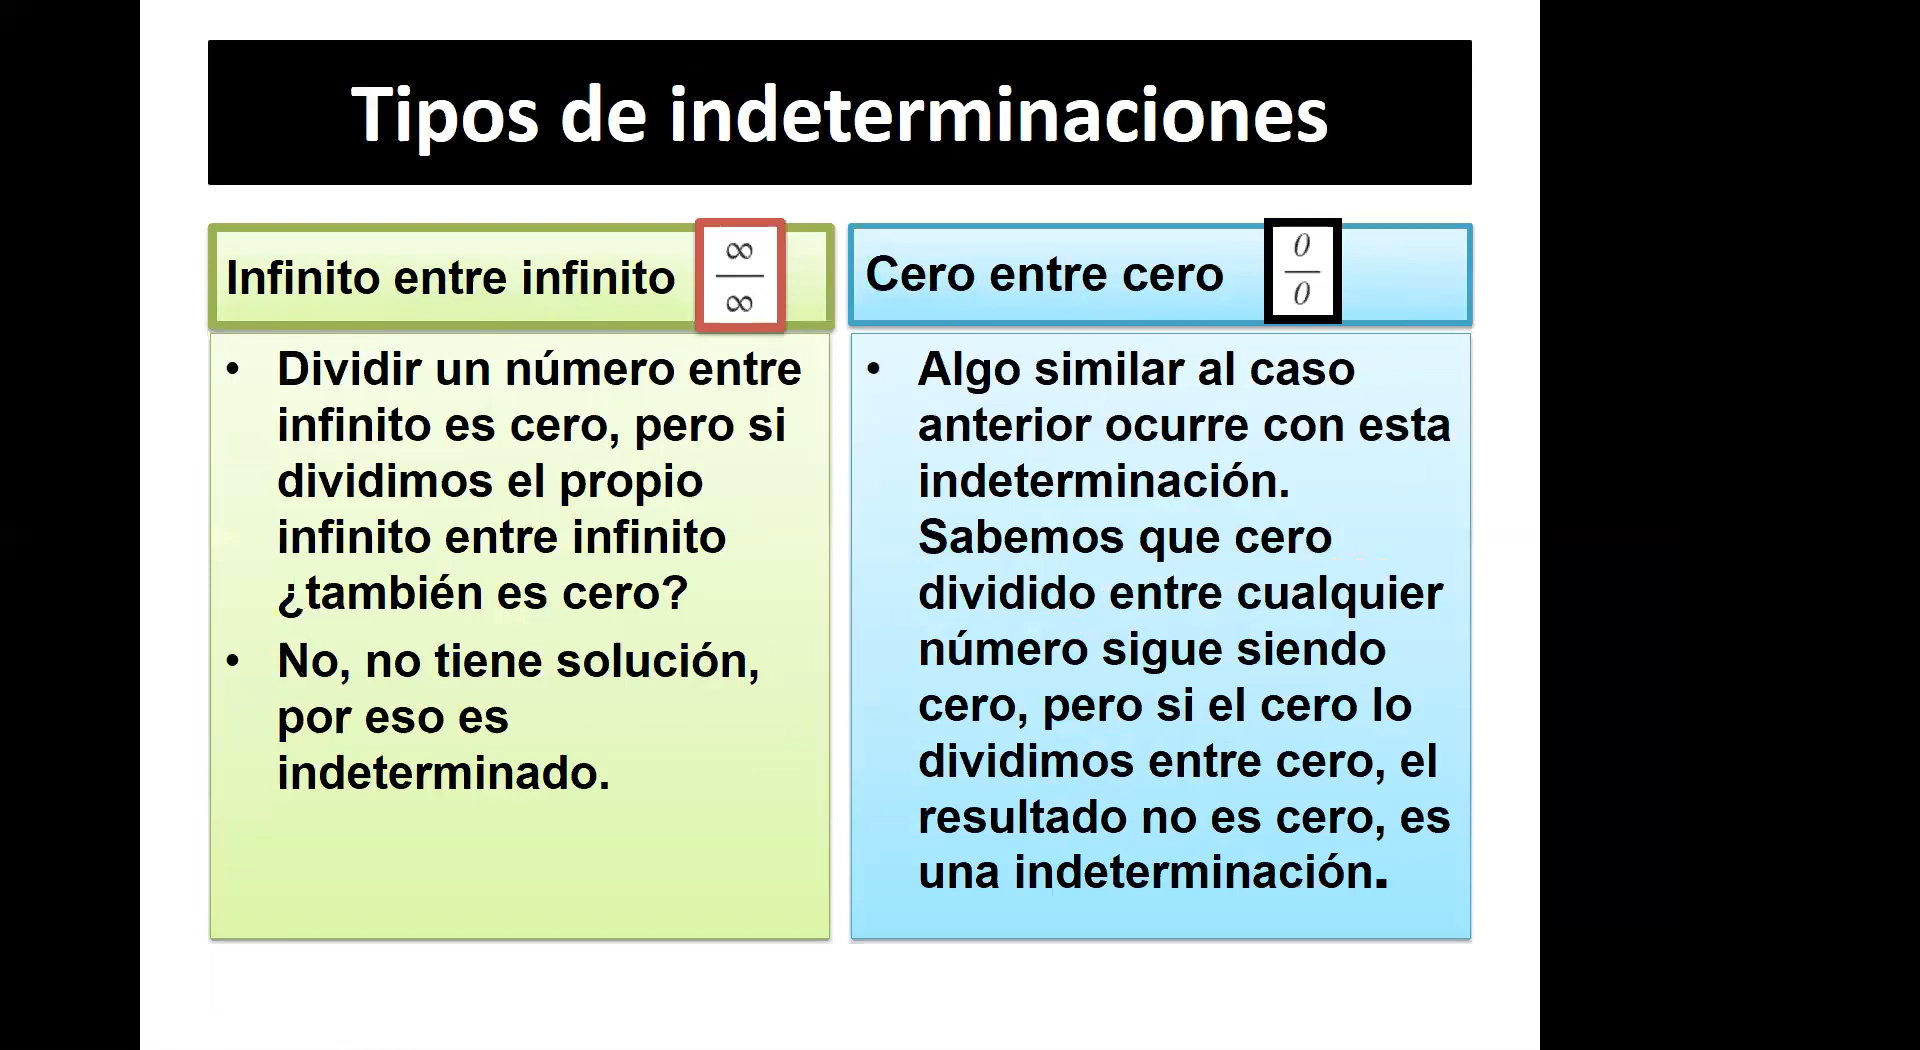 Tipos de indeterminaciones
Infinito entre infinito
∞
∞
• Dividir un número entre
infinito es cero, pero si
dividimos el propio
infinito entre infinito
¿también es cero?
• No, no tiene solución,
por eso es
indeterminado.
Cero entre cero
0
0
• Algo similar al caso
anterior ocurre con esta
indeterminación.
Sabemos que cero
dividido entre cualquier
número sigue siendo
cero, pero si el cero lo
dividimos entre cero, el
resultado no es cero, es
una indeterminación.